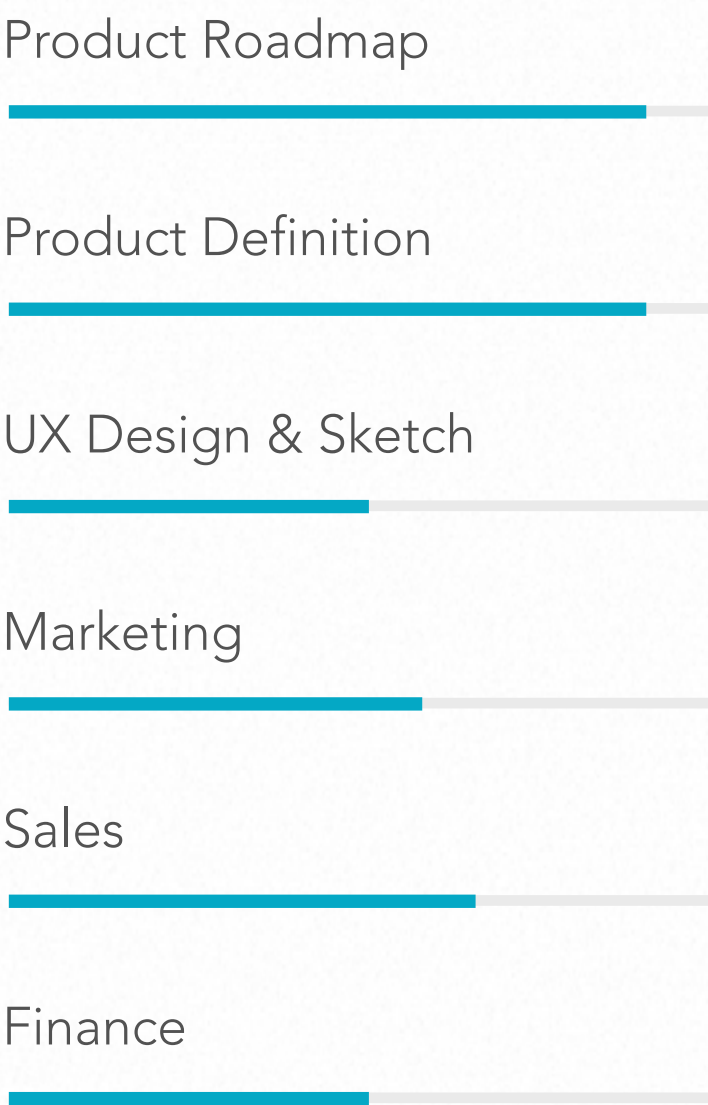 Product Roadmap
Product Definition
UX Design & Sketch
Marketing
Sales
Finance